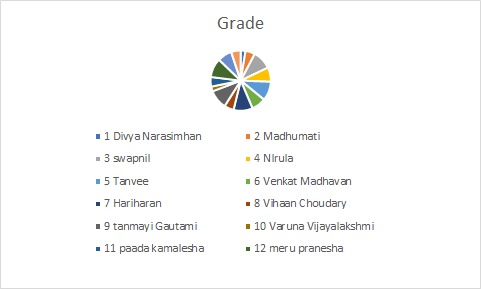 Grade
1 Divya Narasimhan 2 Madhumati
3 swapnil 4 NIrula
5 Tanvee 6 Venkat Madhavan
7 Hariharan 8 Vihaan Choudary
9 tanmayi Gautami 10 Varuna Vijayalakshmi
11 paada kamalesha 12 meru pranesha